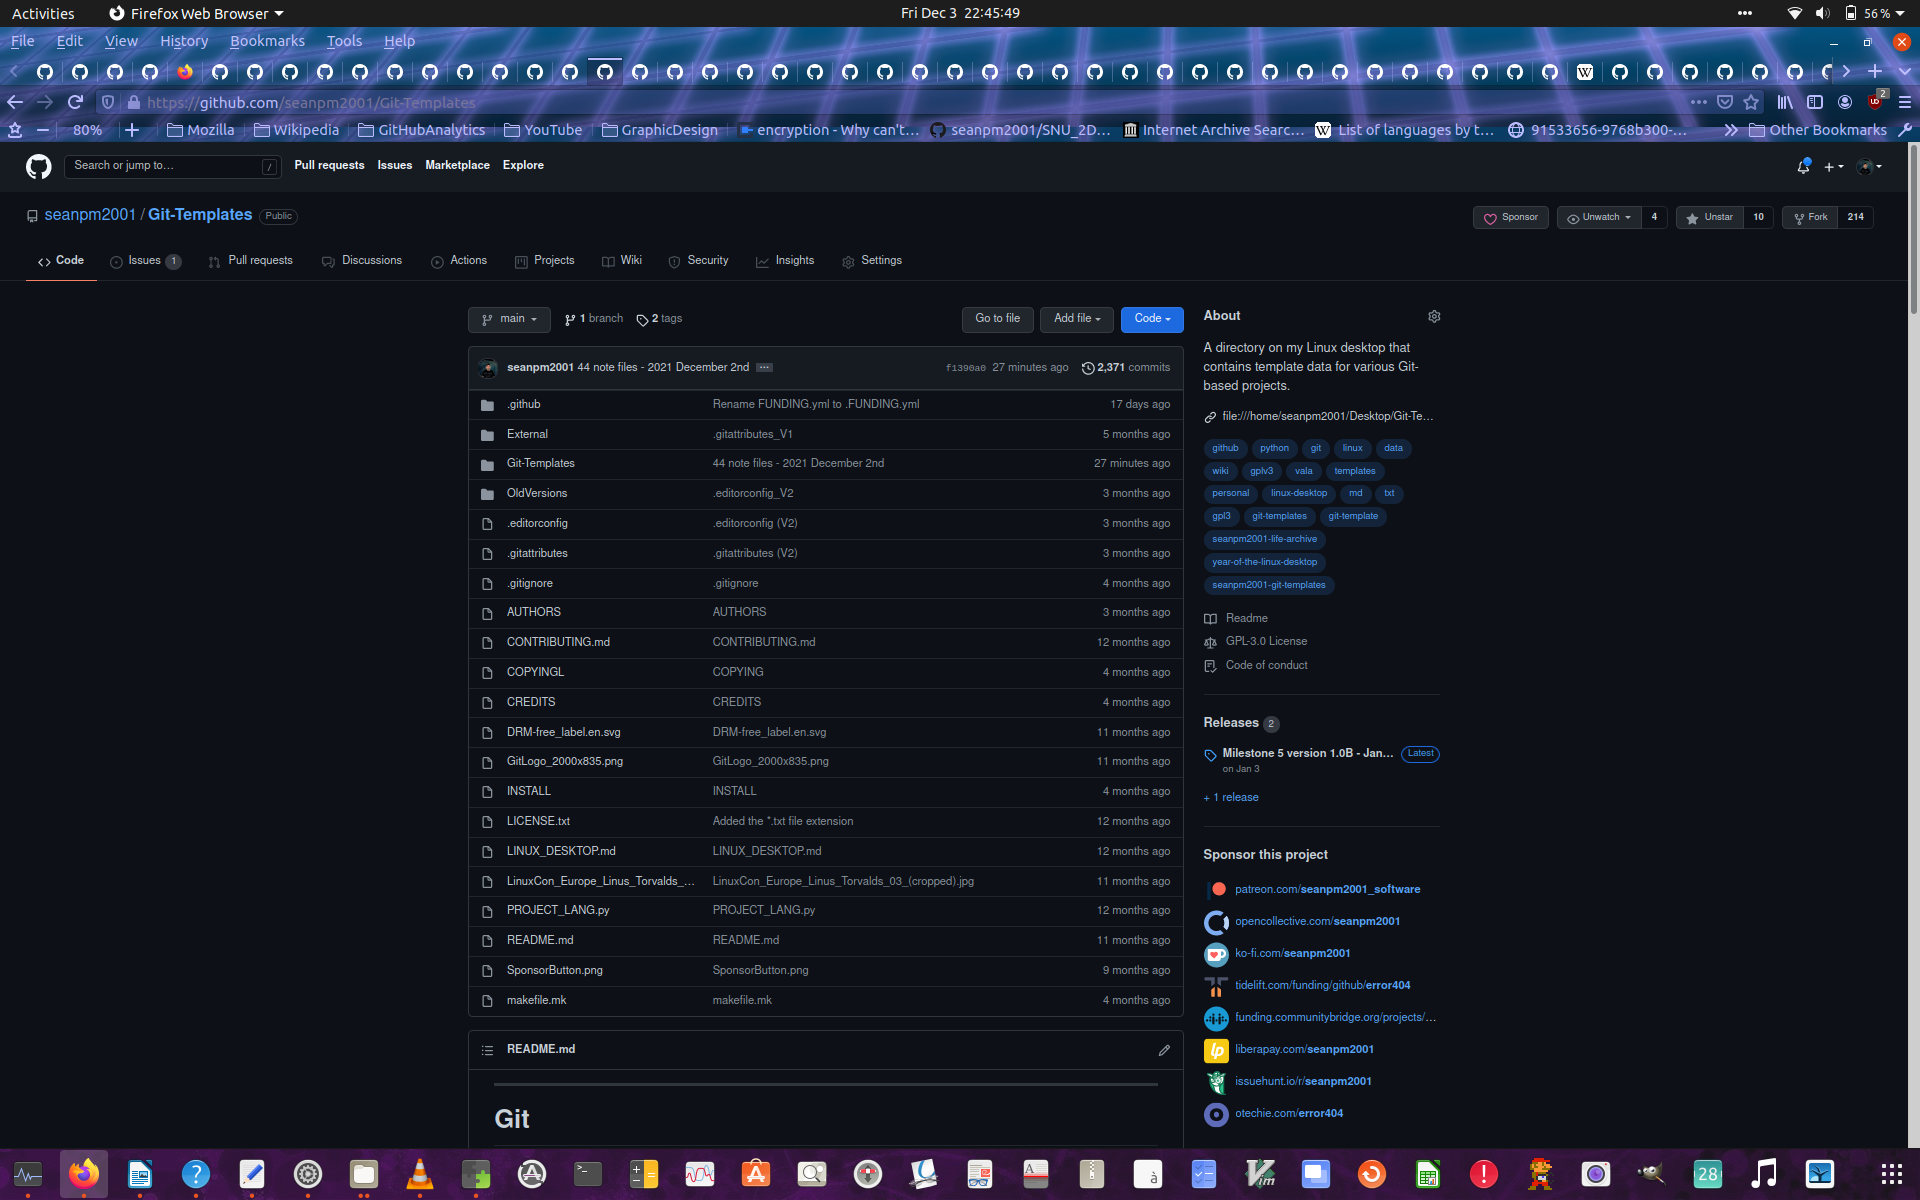 Activities Firefox Web Browser Fri Dec 3 22:45:49 56 %
File Edit View History Bookmarks Tools Help
https://github.com/seanpm2001/Git-Templates 2
80% Mozilla Wikipedia GitHubAnalytics YouTube GraphicDesign encryption - Why can't… seanpm2001/SNU_2D… Internet Archive Searc… List of languages by t… 91533656-9768b300-… Other Bookmarks
Search or jump to… / Pull requests Issues Marketplace Explore
seanpm2001 / Git-Templates Public Sponsor Unwatch 4 Unstar 10 Fork 214
Code Issues 1 Pull requests Discussions Actions Projects Wiki Security Insights Settings
main 1 branch 2 tags Go to file Add file Code
seanpm2001 44 note files - 2021 December 2nd ... f1390a0 27 minutes ago 2,371 commits
.github Rename FUNDING.yml to .FUNDING.yml 17 days ago
External .gitattributes_V1 5 months ago
Git-Templates 44 note files - 2021 December 2nd 27 minutes ago
OldVersions .editorconfig_V2 3 months ago
.editorconfig .editorconfig (V2) 3 months ago
.gitattributes .gitattributes (V2) 3 months ago
.gitignore .gitignore 4 months ago
AUTHORS AUTHORS 3 months ago
CONTRIBUTING.md CONTRIBUTING.md 12 months ago
COPYINGL COPYING 4 months ago
CREDITS CREDITS 4 months ago
DRM-free_label.en.svg DRM-free_label.en.svg 11 months ago
GitLogo_2000x835.png GitLogo_2000x835.png 11 months ago
INSTALL INSTALL 4 months ago
LICENSE.txt Added the *.txt file extension 12 months ago
LINUX_DESKTOP.md LINUX_DESKTOP.md 12 months ago
LinuxCon_Europe_Linus_Torvalds_… LinuxCon_Europe_Linus_Torvalds_03_(cropped).jpg 11 months ago
PROJECT_LANG.py PROJECT_LANG.py 12 months ago
README.md README.md 11 months ago
SponsorButton.png SponsorButton.png 9 months ago
makefile.mk makefile.mk 4 months ago
README.md
Git
About
A directory on my Linux desktop that
contains template data for various Git-
based projects.
file:///home/seanpm2001/Desktop/Git-Te…
github python git linux data
wiki gplv3 vala templates
personal linux-desktop md txt
gpl3 git-templates git-template
seanpm2001-life-archive
year-of-the-linux-desktop
seanpm2001-git-templates
Readme
GPL-3.0 License
Code of conduct
Releases 2
Milestone 5 version 1.0B - Jan… Latest
on Jan 3
+ 1 release
Sponsor this project
patreon.com/seanpm2001_software
opencollective.com/seanpm2001
ko-fi.com/seanpm2001
tidelift.com/funding/github/error404
funding.communitybridge.org/projects/…
liberapay.com/seanpm2001
issuehunt.io/r/seanpm2001
otechie.com/error404
28